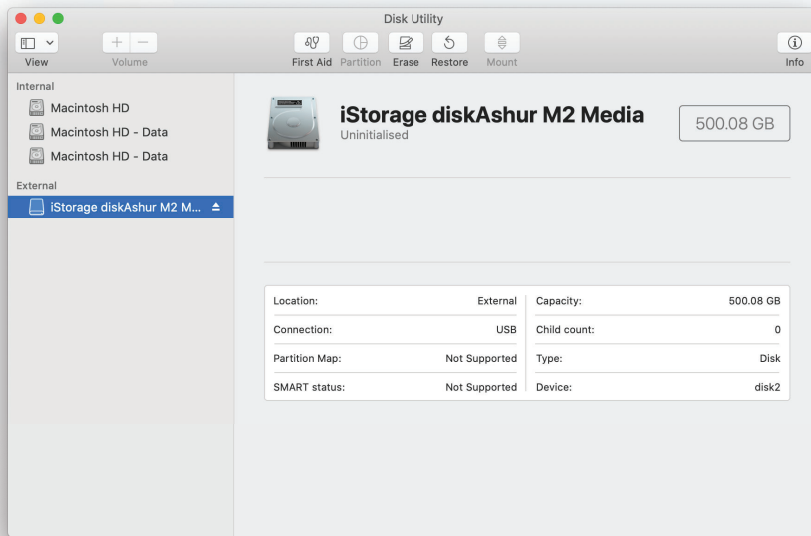 Disk Utility
View
Volume
First Aid
Partition
Erase
Restore
Mount
Info
Internal
Macintosh HD
Macintosh HD - Data
Macintosh HD - Data
External
iStorage diskAshur M2 M...
iStorage diskAshur M2 Media
Uninitialised
500.08 GB
Location: External
Connection: USB
Partition Map: Not Supported
SMART status: Not Supported
Capacity: 500.08 GB
Child count: 0
Type: Disk
Device: disk2